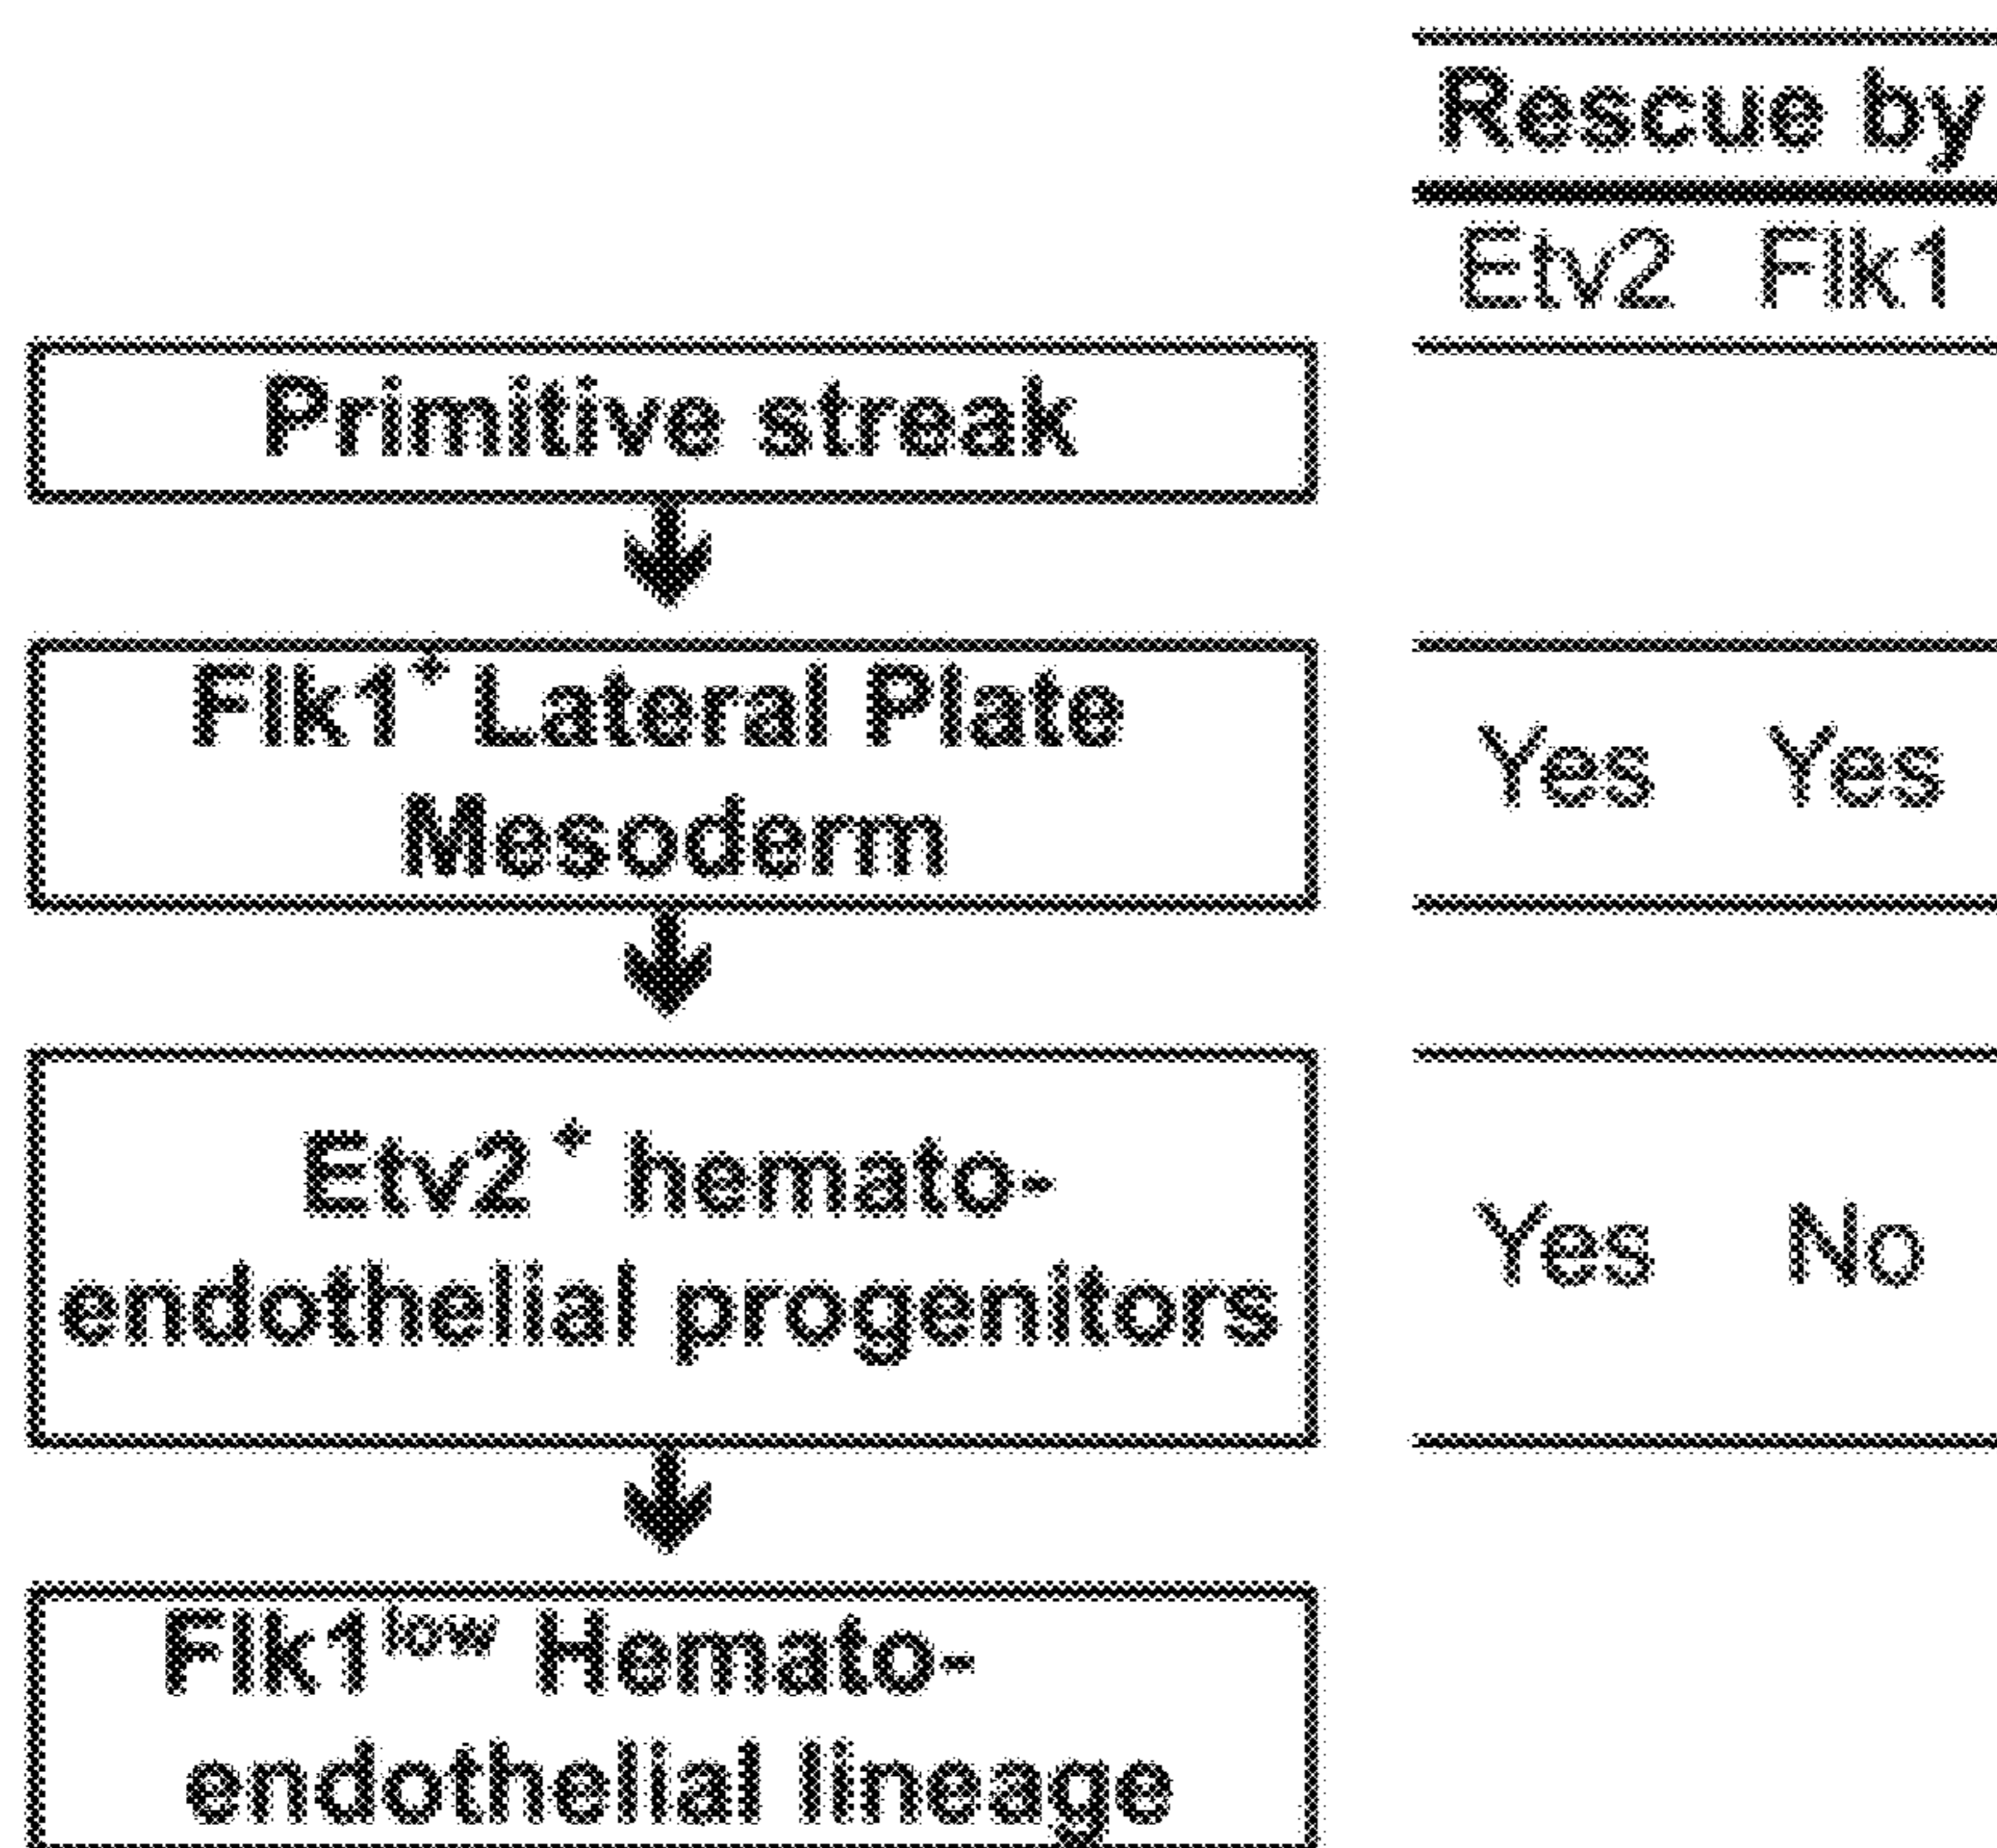 Rescue by
Etv2 Flk1
Primitive streak
Flk1+ Lateral Plate
Mesoderm
Yes Yes
Etv2+ hemato-
endothelial progenitors
Yes No
Flk1low Hemato-
endothelial lineage